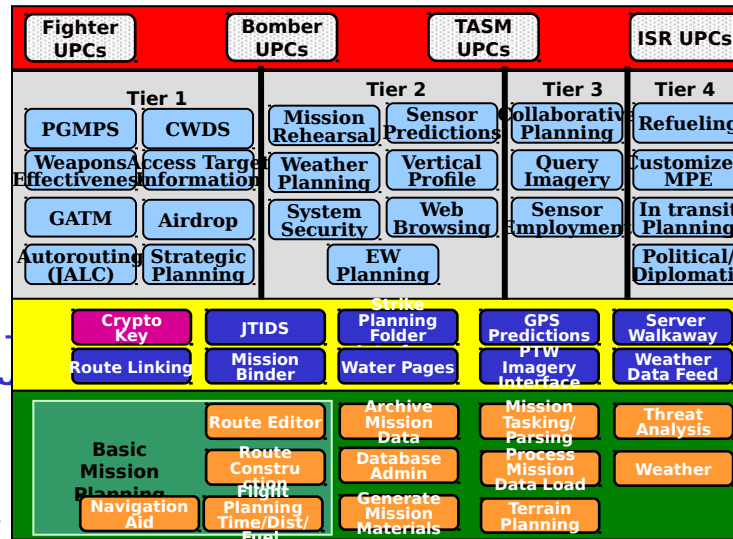 Fighter
UPCs
Bomber
UPCs
TASM
UPCs
ISR UPCs
Tier 1
Tier 2
Tier 3
Tier 4
PGMPS
CWDS
Weapons
Effectiveness
Access Target
Information
GATM
Airdrop
Autorouting
(JALC)
Strategic
Planning
Mission
Rehearsal
Sensor
Predictions
Weather
Planning
Vertical
Profile
System
Security
Web
Browsing
EW
Planning
Collaborative
Planning
Query
Imagery
Sensor
Employment
Refueling
Customize
MPE
In transit
Planning
Political/
Diplomati
Crypto
Key
JTIDS
Strike
Planning
Folder
GPS
Predictions
Server
Walkaway
Route Linking
Mission
Binder
Water Pages
PTW
Imagery
Interface
Weather
Data Feed
Basic
Mission
Planning
Route Editor
Route
Constru
ction
Navigation
Aid
Flight
Planning
Time/Dist/
Fuel
Archive
Mission
Data
Database
Admin
Generate
Mission
Materials
Mission
Tasking/
Parsing
Process
Mission
Data Load
Terrain
Planning
Threat
Analysis
Weather